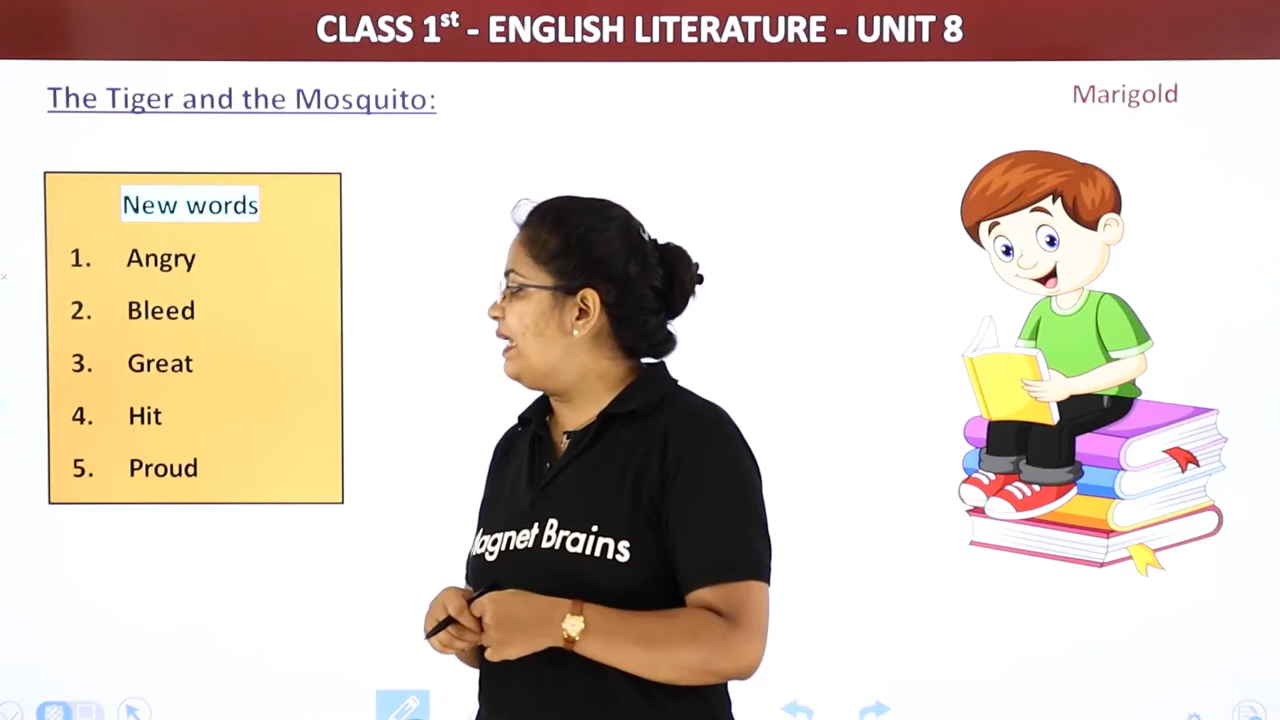 CLASS 1st - ENGLISH LITERATURE - UNIT 8
The Tiger and the Mosquito:
Marigold
New words
1. Angry
2. Bleed
3. Great
4. Hit
5. Proud
agnet Brains